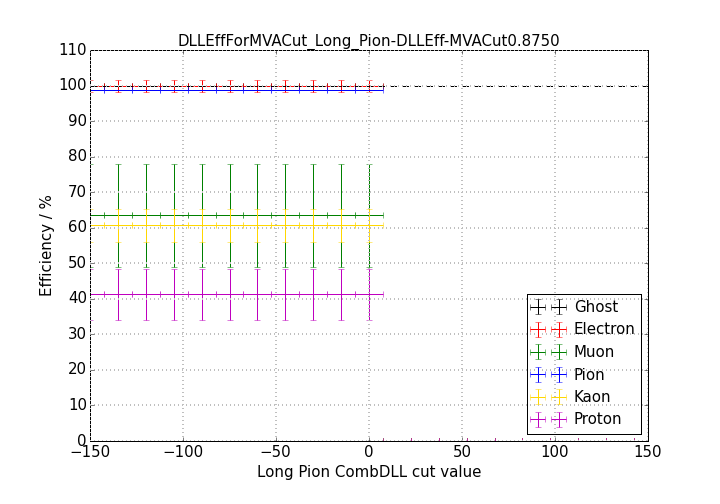 DLLEffForMVACut_Long_Pion-DLLEff-MVACut0.8750
110
100
90
80
70
60
50
40
30
20
10
0
Efficiency / %
Ghost
Electron
Muon
Pion
Kaon
Proton
−150 −100 −50 0 50 100 150
Long Pion CombDLL cut value